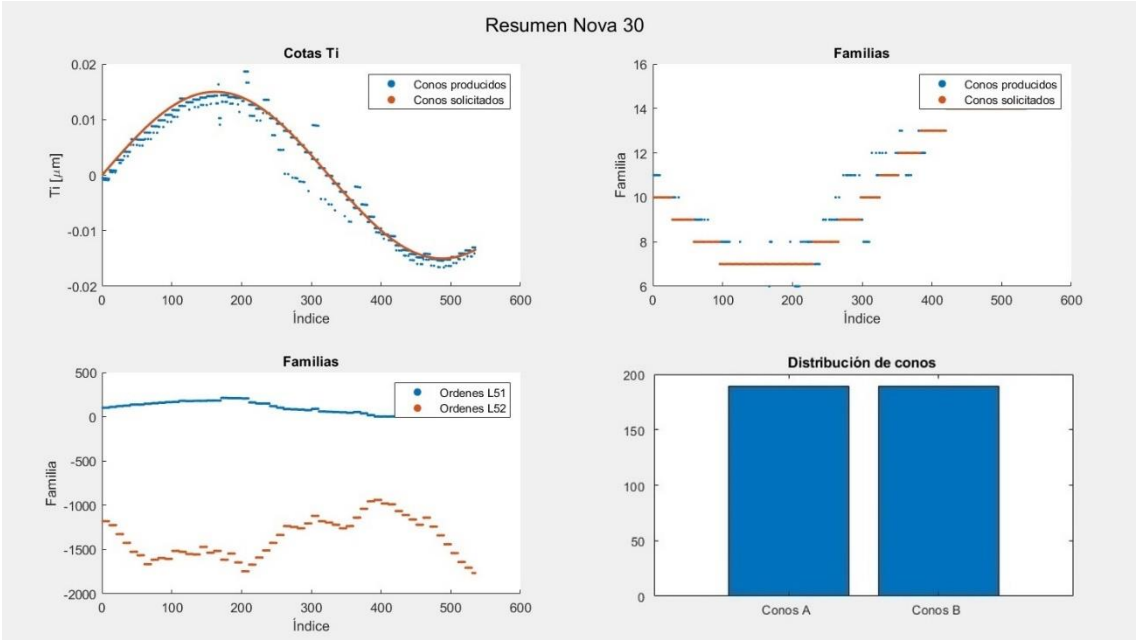 Resumen Nova 30
Cotas Ti
0.02
0.01
0
-0.01
-0.02
Ti [μm]
0 100 200 300 400 500 600
Índice
Conos producidos
Conos solicitados
Familias
16
14
12
10
8
6
Familia
0 100 200 300 400 500 600
Índice
Conos producidos
Conos solicitados
Familias
500
0
-500
-1000
-1500
-2000
Familia
0 100 200 300 400 500 600
Índice
Ordenes L51
Ordenes L52
Distribución de conos
200
150
100
50
0
Conos A Conos B